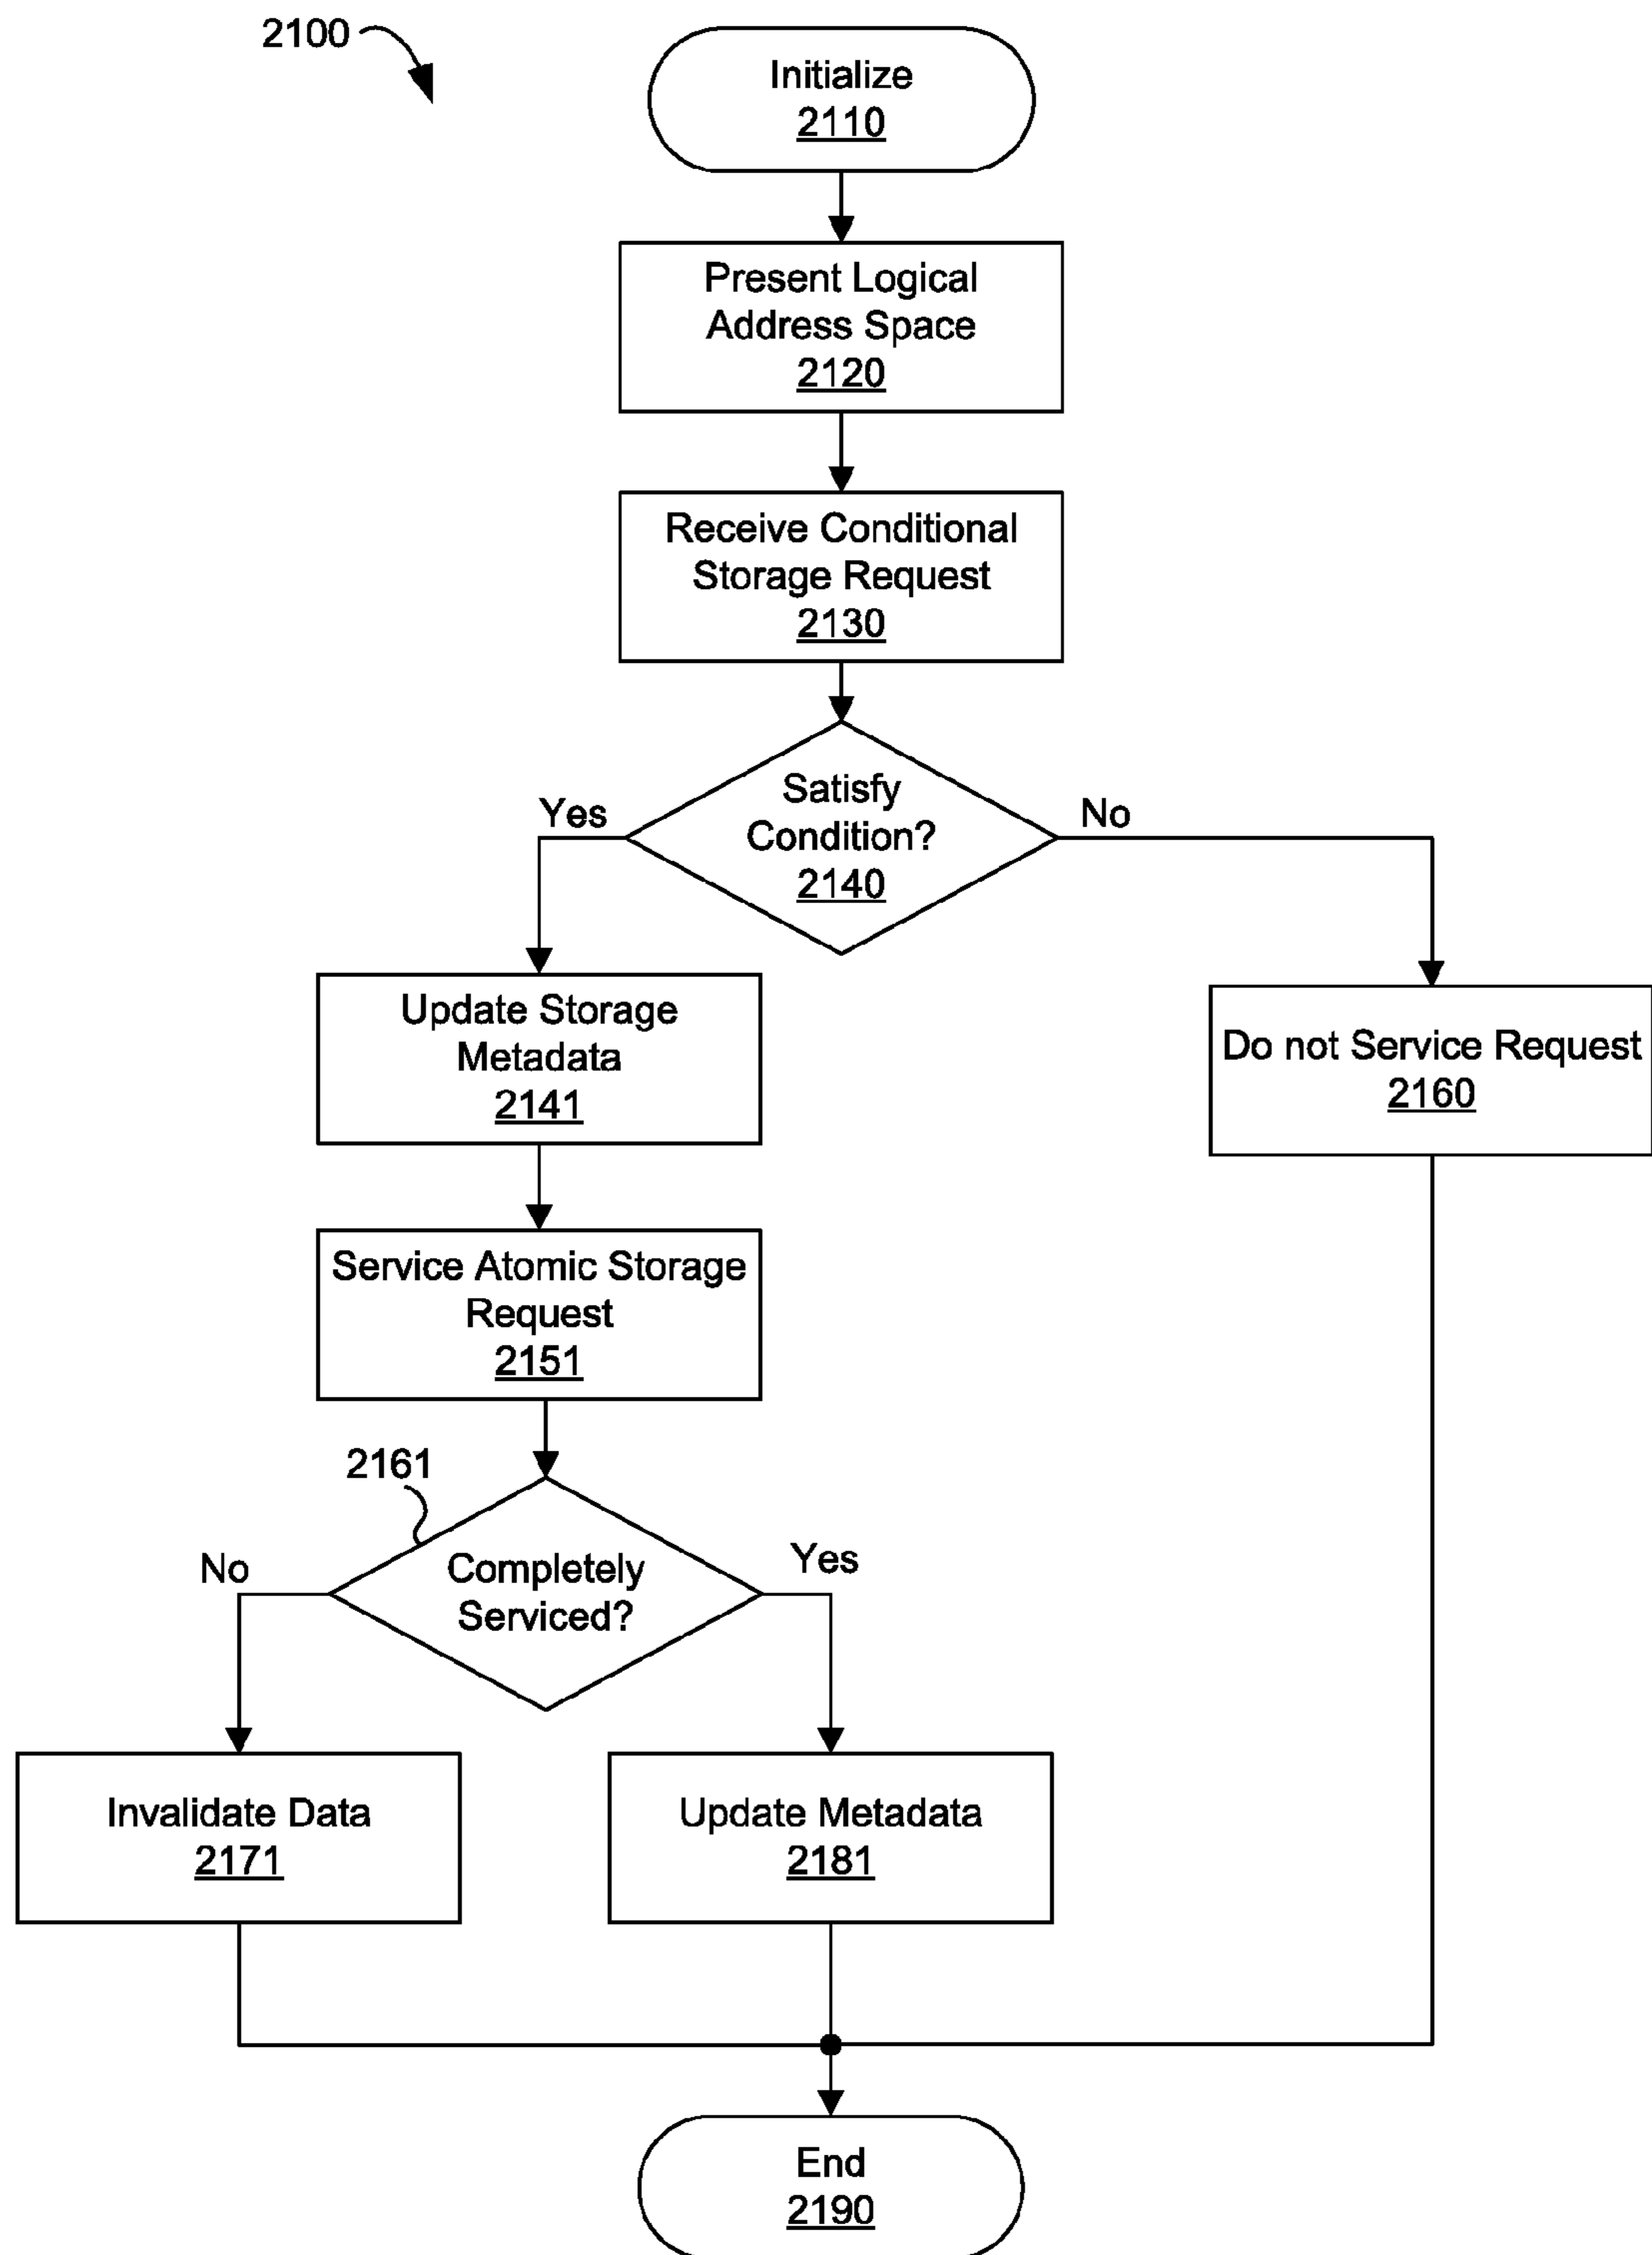 2100
Initialize
2110
Present Logical
Address Space
2120
Receive Conditional
Storage Request
2130
Satisfy
Condition?
2140
Yes
No
Update Storage
Metadata
2141
Do not Service Request
2160
Service Atomic Storage
Request
2151
2161
Completely
Serviced?
No
Yes
Invalidate Data
2171
Update Metadata
2181
End
2190